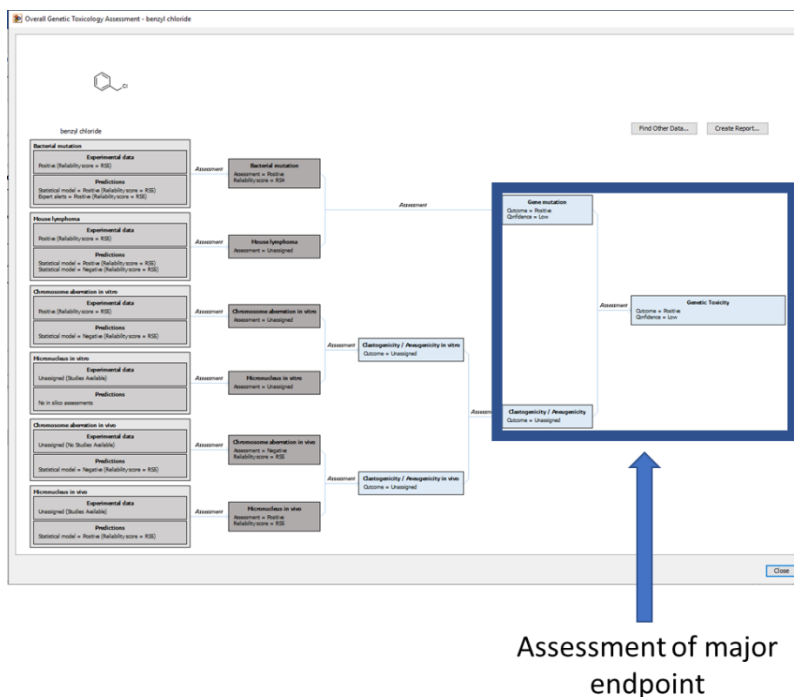 Overall Genetic Toxicology Assessment - benzyl chloride
Cl
benzyl chloride
Find Other Data...
Create Report...
Bacterial mutation
Experimental data
Positive (Reliability score = RS5)
Predictions
Statistical model = Positive (Reliability score = RS5)
Expert alerts = Positive (Reliability score = RS5)
Assessment
Bacterial mutation
Assessment = Positive
Reliability score = RS4
Mouse lymphoma
Experimental data
Positive (Reliability score = RS5)
Predictions
Statistical model = Positive (Reliability score = RS5)
Statistical model = Negative (Reliability score = RS5)
Assessment
Mouse lymphoma
Assessment = Unassigned
Assessment
Gene mutation
Outcome = Positive
Confidence = Low
Chromosome aberration in vitro
Experimental data
Positive (Reliability score = RS5)
Predictions
Statistical model = Negative (Reliability score = RS5)
Assessment
Chromosome aberration in vitro
Assessment = Unassigned
Micronucleus in vitro
Experimental data
Unassigned (Studies Available)
Predictions
No in silico assessments
Assessment
Micronucleus in vitro
Assessment = Unassigned
Assessment
Clastogenicity / Aneugenicity in vitro
Outcome = Unassigned
Chromosome aberration in vivo
Experimental data
Unassigned (No Studies Available)
Predictions
Statistical model = Negative (Reliability score = RS5)
Assessment
Chromosome aberration in vivo
Assessment = Negative
Reliability score = RS5
Micronucleus in vivo
Experimental data
Unassigned (Studies Available)
Predictions
Statistical model = Positive (Reliability score = RS5)
Assessment
Micronucleus in vivo
Assessment = Positive
Reliability score = RS5
Assessment
Clastogenicity / Aneugenicity in vivo
Outcome = Unassigned
Clastogenicity / Aneugenicity
Outcome = Unassigned
Assessment
Genetic Toxicity
Outcome = Positive
Confidence = Low
Close
Assessment of major
endpoint